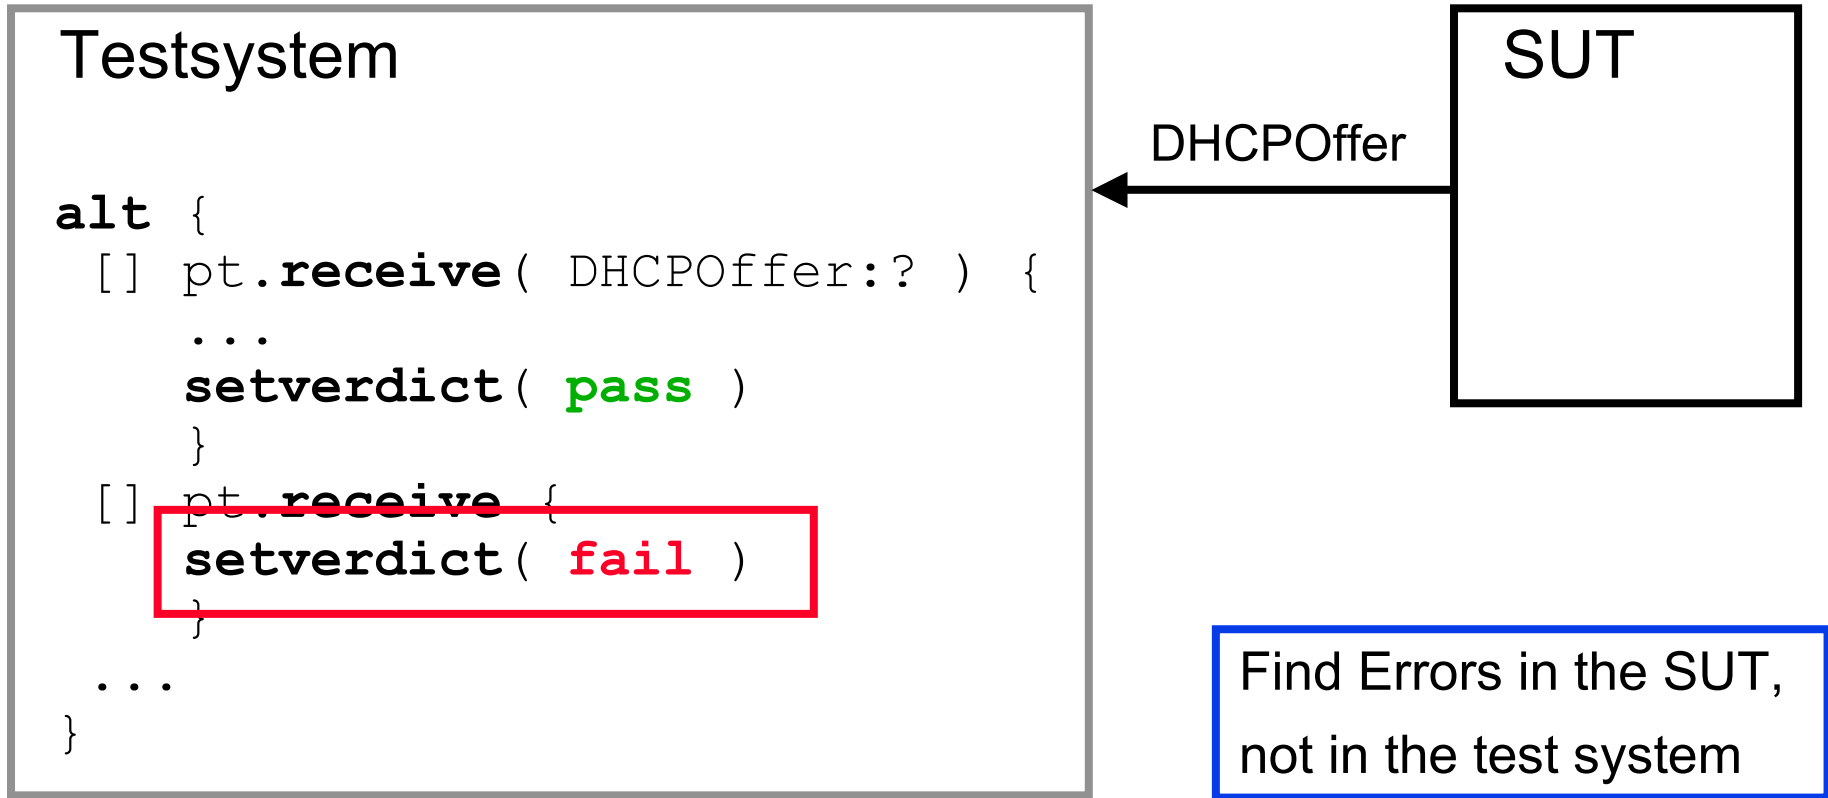 Testsystem
alt {
[] pt.receive( DHCPOffer:? ) {
...
setverdict( pass )
}
[] pt.receive {
setverdict( fail )
}
...
}
DHCPOffer
SUT
Find Errors in the SUT,
not in the test system